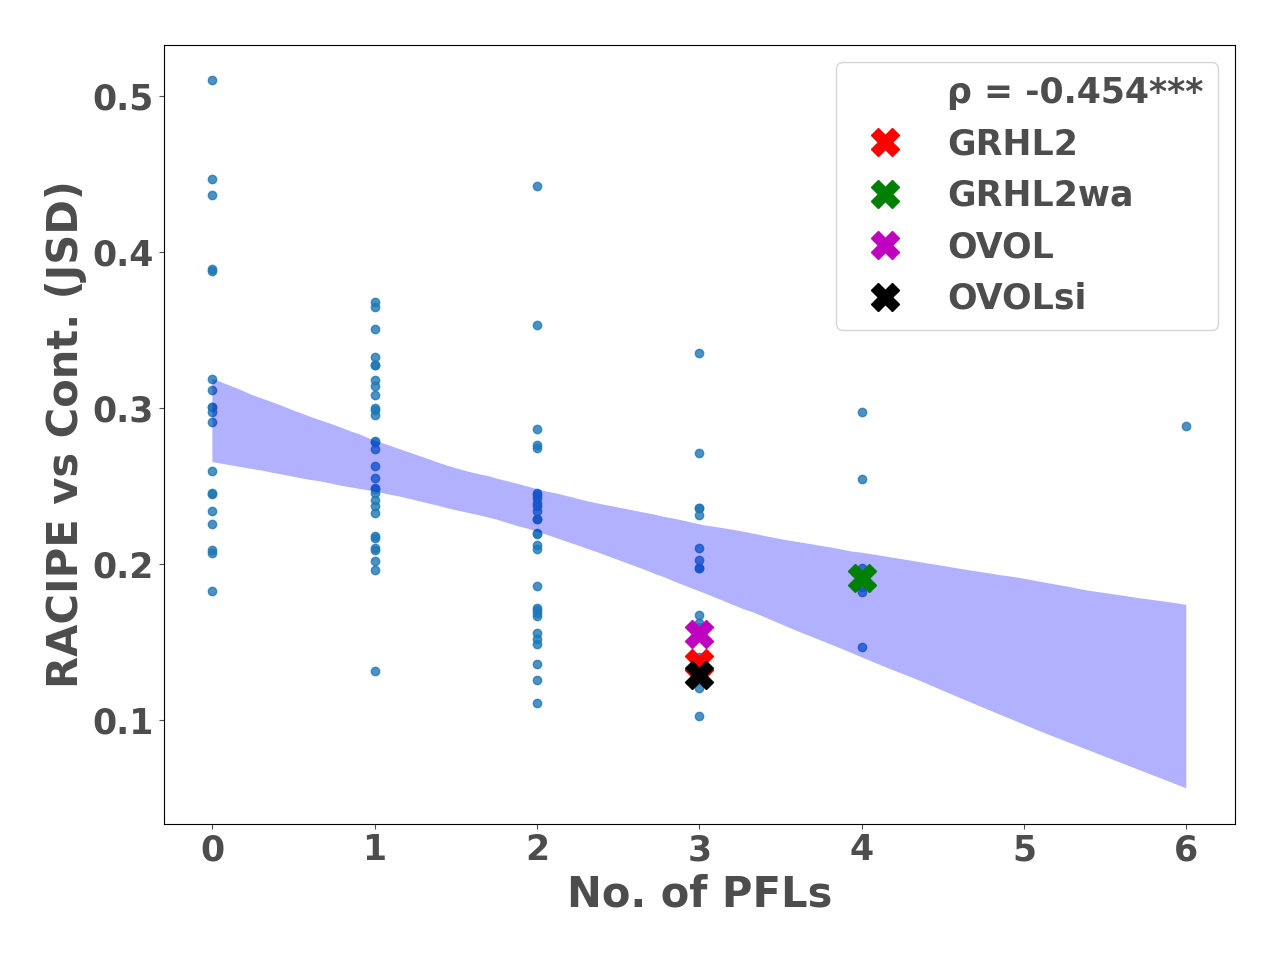 ρ = -0.454***
GRHL2
GRHL2wa
OVOL
OVOLsi
RACIPE vs Cont. (JSD)
0.5
0.4
0.3
0.2
0.1
0 1 2 3 4 5 6
No. of PFLs